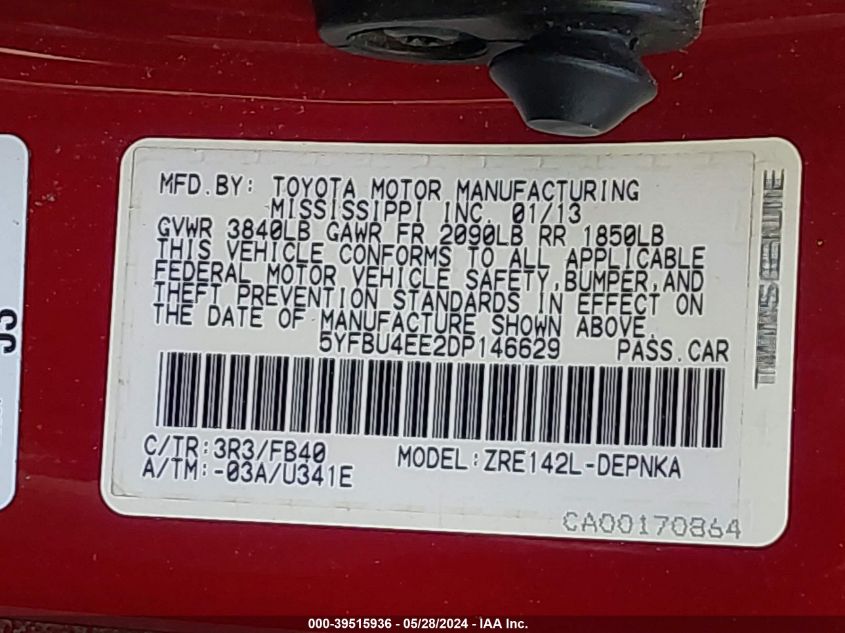 MFD.BY: TOYOTA MOTOR MANUFACTURING
MISSISSIPPI INC. 01/13
GVWR 3840LB GAWR FR 2090LB RR 1850LB
THIS VEHICLE CONFORMS TO ALL APPLICABLE
FEDERAL MOTOR VEHICLE SAFETY,BUMPER,AND
THEFT PREVENTION STANDARDS IN EFFECT ON
THE DATE OF MANUFACTURE SHOWN ABOVE.
5YFBU4EE2DP146629 PASS.CAR
C/TR:3R3/FB40 MODEL:ZRE142L-DEPNKA
A/TM:-03A/U341E
CA00170864
000-39515936 - 05/28/2024 - IAA Inc.